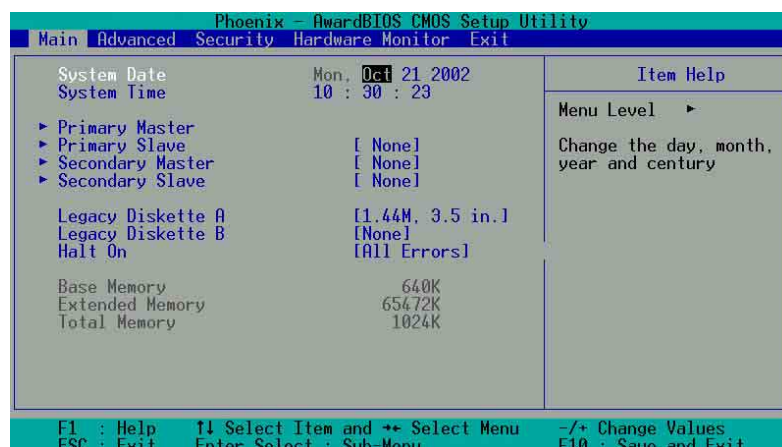 Phoenix - AwardBIOS CMOS Setup Utility
Main Advanced Security Hardware Monitor Exit
System Date Mon, Oct 21 2002
System Time 10 : 30 : 23
► Primary Master
► Primary Slave [ None]
► Secondary Master [ None]
► Secondary Slave [ None]
Legacy Diskette A [1.44M, 3.5 in.]
Legacy Diskette B [None]
Halt On [All Errors]
Base Memory 640K
Extended Memory 65472K
Total Memory 1024K
Item Help
Menu Level ►
Change the day, month,
year and century
F1 : Help ↑↓ Select Item and →← Select Menu -/+ Change Values
ESC : Exit Enter Select : Sub-Menu F10 : Save and Exit